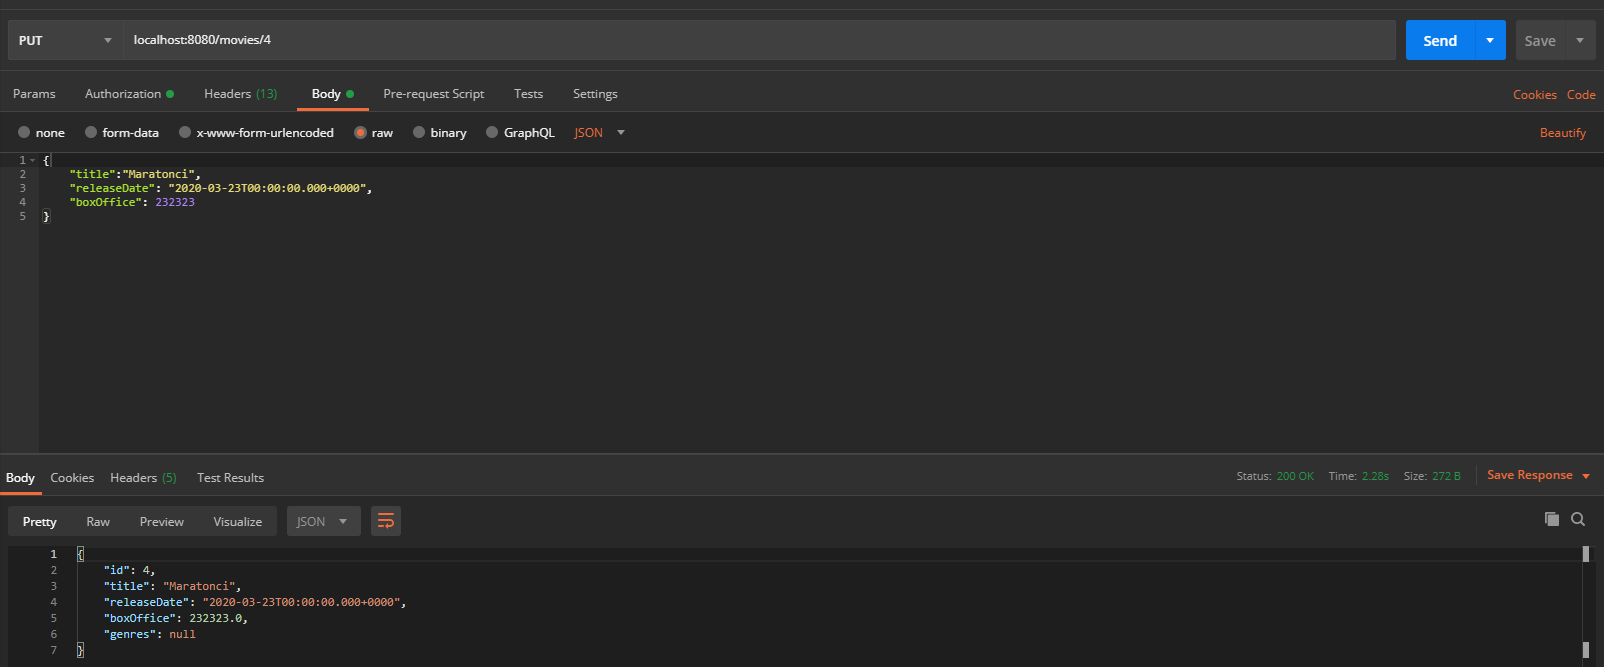 PUT localhost:8080/movies/4 Send Save
Params Authorization Headers (13) Body Pre-request Script Tests Settings Cookies Code
none form-data x-www-form-urlencoded raw binary GraphQL JSON Beautify
1 {
2 "title":"Maratonci",
3 "releaseDate": "2020-03-23T00:00:00.000+0000",
4 "boxOffice": 232323
5 }
Body Cookies Headers (5) Test Results Status: 200 OK Time: 2.28s Size: 272 B Save Response
Pretty Raw Preview Visualize JSON
1 {
2 "id": 4,
3 "title": "Maratonci",
4 "releaseDate": "2020-03-23T00:00:00.000+0000",
5 "boxOffice": 232323.0,
6 "genres": null
7 }